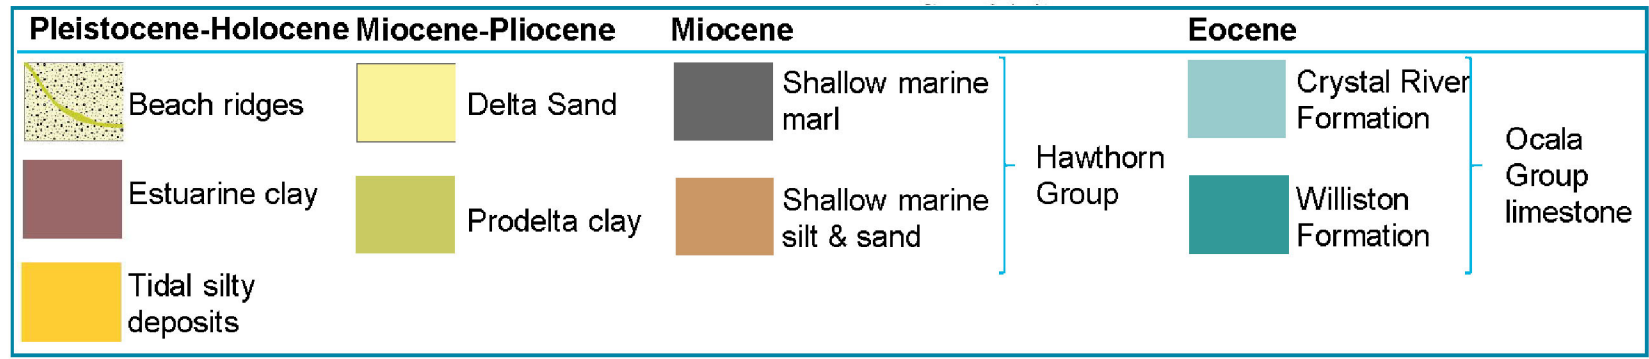 Pleistocene-Holocene
Beach ridges
Estuarine clay
Tidal silty
deposits
Miocene-Pliocene
Delta Sand
Prodelta clay
Miocene
Shallow marine
marl
Shallow marine
silt & sand
Hawthorn
Group
Eocene
Crystal River
Formation
Williston
Formation
Ocala
Group
limestone